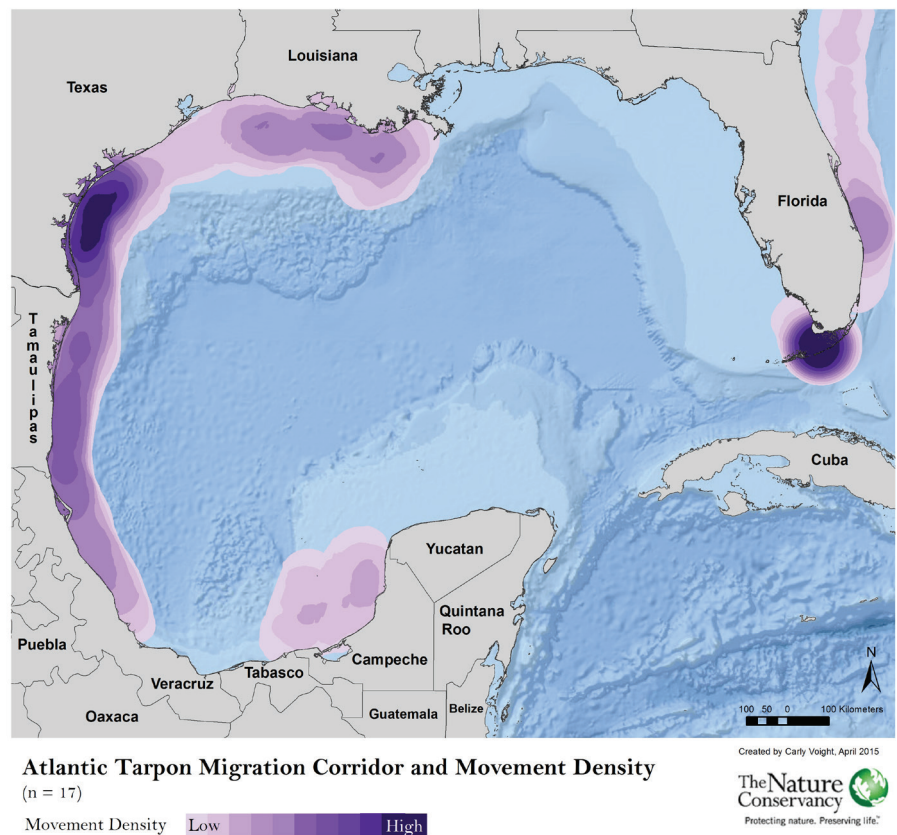 Louisiana
Texas
Florida
Tamaulipas
Cuba
Yucatan
Quintana
Roo
Puebla
Campeche
Tabasco
Veracruz
Belize
Guatemala
Oaxaca
N
100 50 0 100 Kilometers
Created by Carly Voight, April 2015
Atlantic Tarpon Migration Corridor and Movement Density
(n = 17)
The Nature
Conservancy
Protecting nature. Preserving life.™
Movement Density Low High